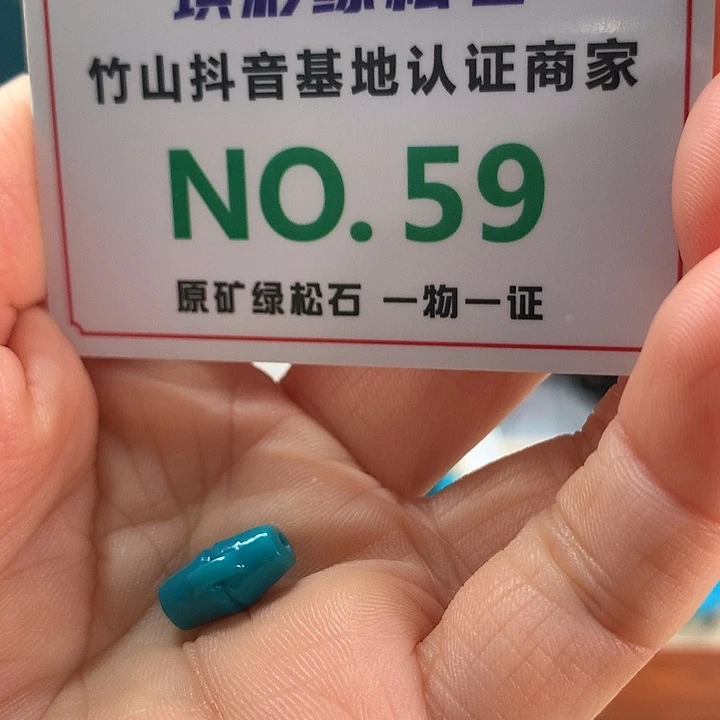 竹山抖音基地认证商家
NO. 59
原矿绿松石 一物一证